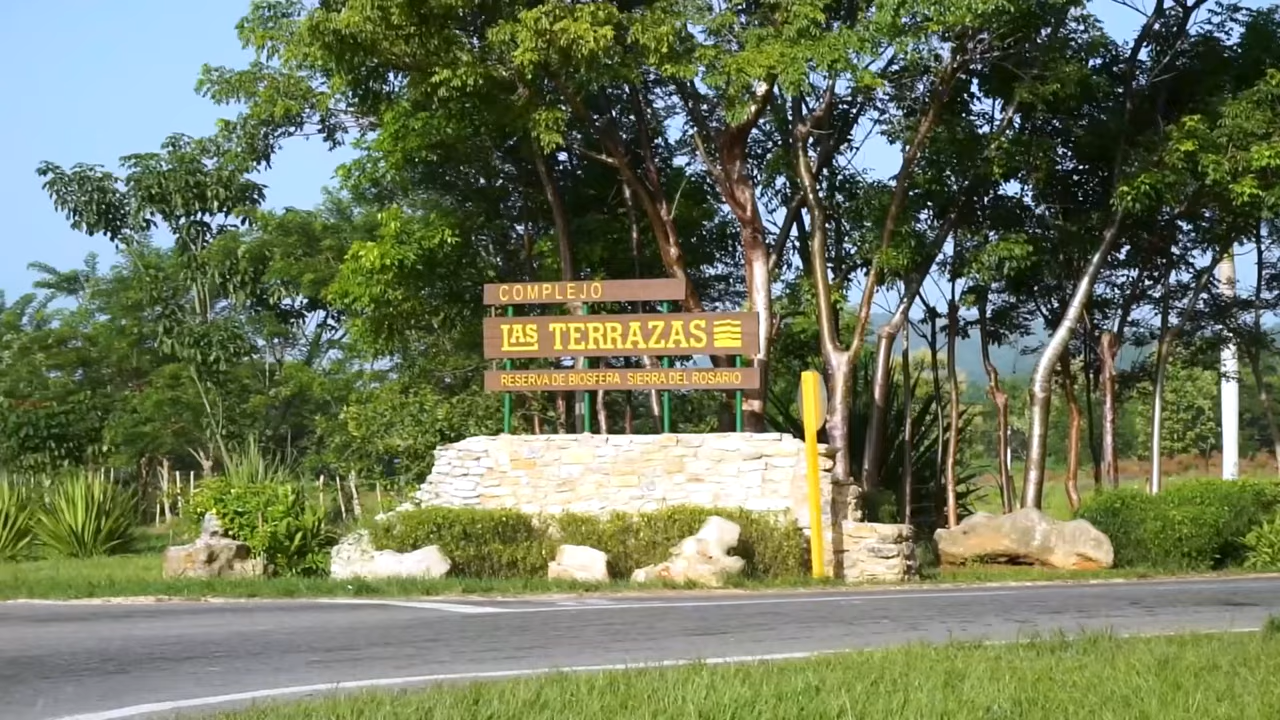 COMPLEJO
LAS TERRAZAS
RESERVA DE BIOSFERA SIERRA DEL ROSARIO